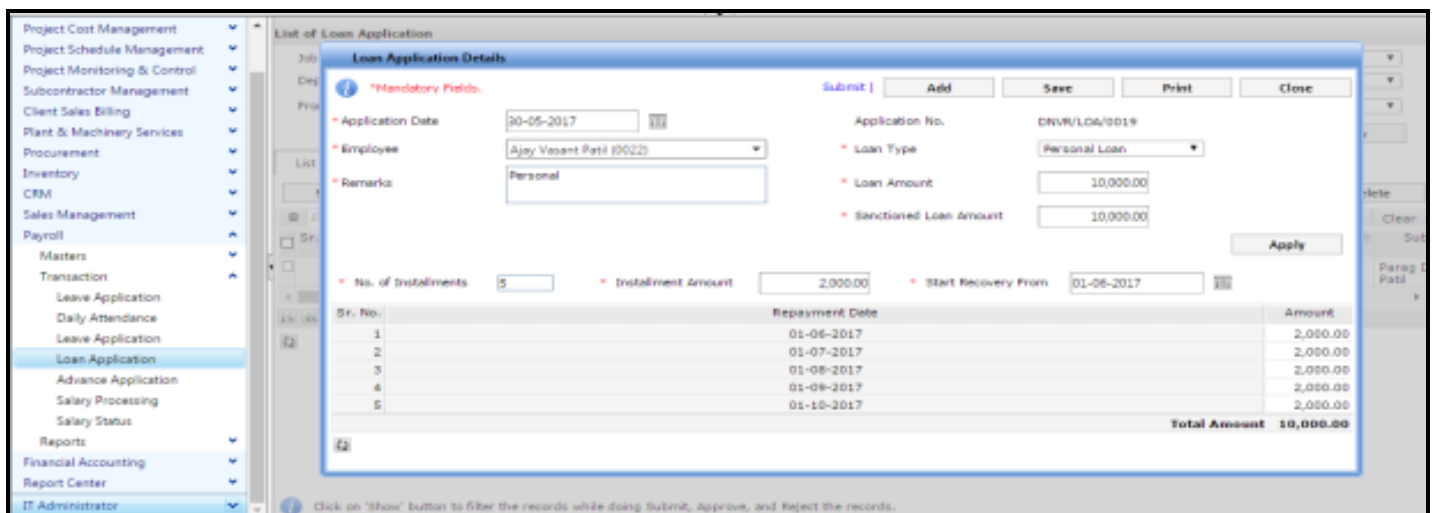 Project Cost Management
Project Schedule Management
Project Monitoring & Control
Subcontractor Management
Client Sales Billing
Plant & Machinery Services
Procurement
Inventory
CRM
Sales Management
Payroll
Masters
Transaction
Leave Application
Daily Attendance
Leave Application
Loan Application
Advance Application
Salary Processing
Salary Status
Reports
Financial Accounting
Report Center
IT Administrator
List of Loan Application
Job
Loan Application Details
*Mandatory Fields.
Submit | Add Save Print Close
* Application Date 30-05-2017 Application No. DNVR/LOA/0019
* Employee Ajay Vasant Patil (0022) * Loan Type Personal Loan
* Remarks Personal * Loan Amount 10,000.00
* Sanctioned Loan Amount 10,000.00
Apply
* No. of Installments 5 * Installment Amount 2,000.00 * Start Recovery From 01-06-2017
Sr. No. Repayment Date Amount
1 01-06-2017 2,000.00
2 01-07-2017 2,000.00
3 01-08-2017 2,000.00
4 01-09-2017 2,000.00
5 01-10-2017 2,000.00
Total Amount 10,000.00
List
Sr.
elete
Clear
Sub
Parag D
Patil
Click on 'Show' button to filter the records while doing Submit, Approve, and Reject the records.